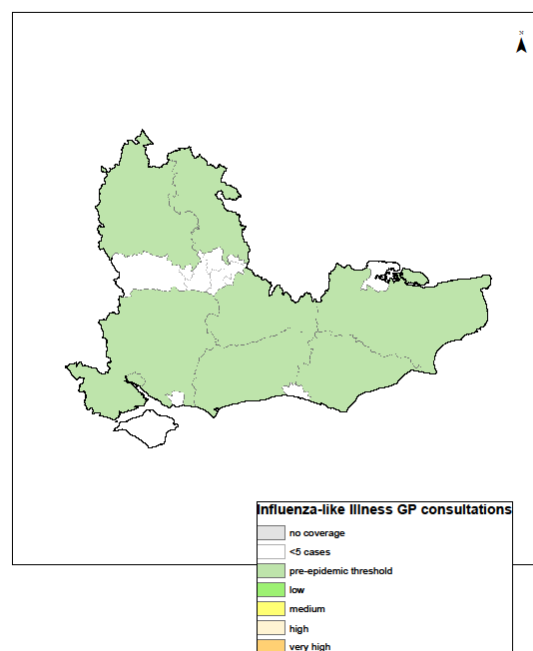 N
Influenza-like Illness GP consultations
no coverage
<5 cases
pre-epidemic threshold
low
medium
high
very high